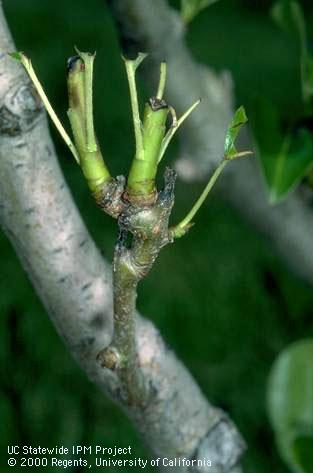 UC Statewide IPM Project
© 2000 Regents, University of California